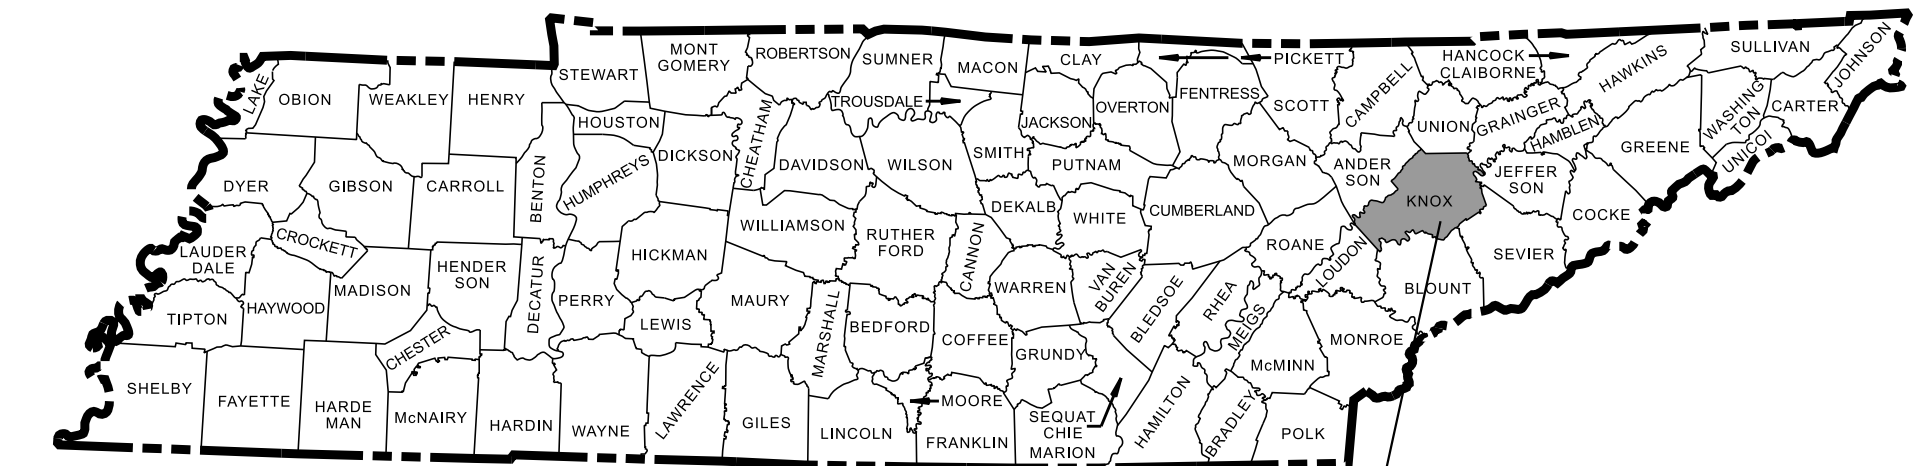 MONT
GOMERY
ROBERTSON
SUMNER
MACON
CLAY
PICKETT
HANCOCK
CLAIBORNE
HAWKINS
SULLIVAN
JOHNSON
STEWART
LAKE
OBION
WEAKLEY
HENRY
HOUSTON
CHEATHAM
TROUSDALE
JACKSON
OVERTON
FENTRESS
SCOTT
CAMPBELL
UNION
GRAINGER
HAMBLEN
GREENE
WASHING
TON
CARTER
UNICOI
DYER
GIBSON
CARROLL
BENTON
HUMPHREYS
DICKSON
DAVIDSON
WILSON
SMITH
PUTNAM
MORGAN
ANDER
SON
KNOX
JEFFER
SON
COCKE
LAUDER
DALE
CROCKETT
HENDER
SON
DECATUR
PERRY
HICKMAN
WILLIAMSON
RUTHER
FORD
CANNON
DEKALB
WHITE
CUMBERLAND
ROANE
LOUDON
SEVIER
BLOUNT
TIPTON
HAYWOOD
MADISON
CHESTER
LEWIS
MAURY
MARSHALL
BEDFORD
COFFEE
WARREN
VAN
BUREN
BLEDSOE
RHEA
MEIGS
McMINN
MONROE
GRUNDY
SHELBY
FAYETTE
HARDE
MAN
McNAIRY
HARDIN
WAYNE
LAWRENCE
GILES
LINCOLN
MOORE
FRANKLIN
SEQUAT
CHIE
MARION
HAMILTON
BRADLEY
POLK